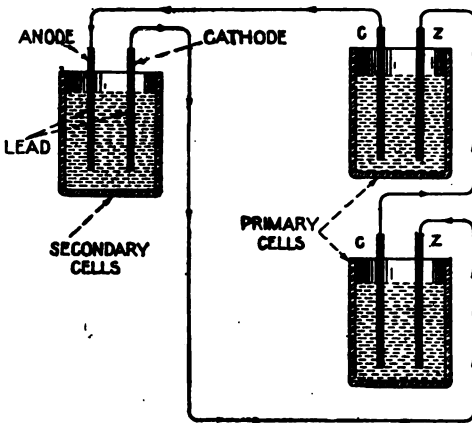 ANODE
CATHODE
C Z
LEAD
PRIMARY
CELLS
SECONDARY
CELLS
C Z